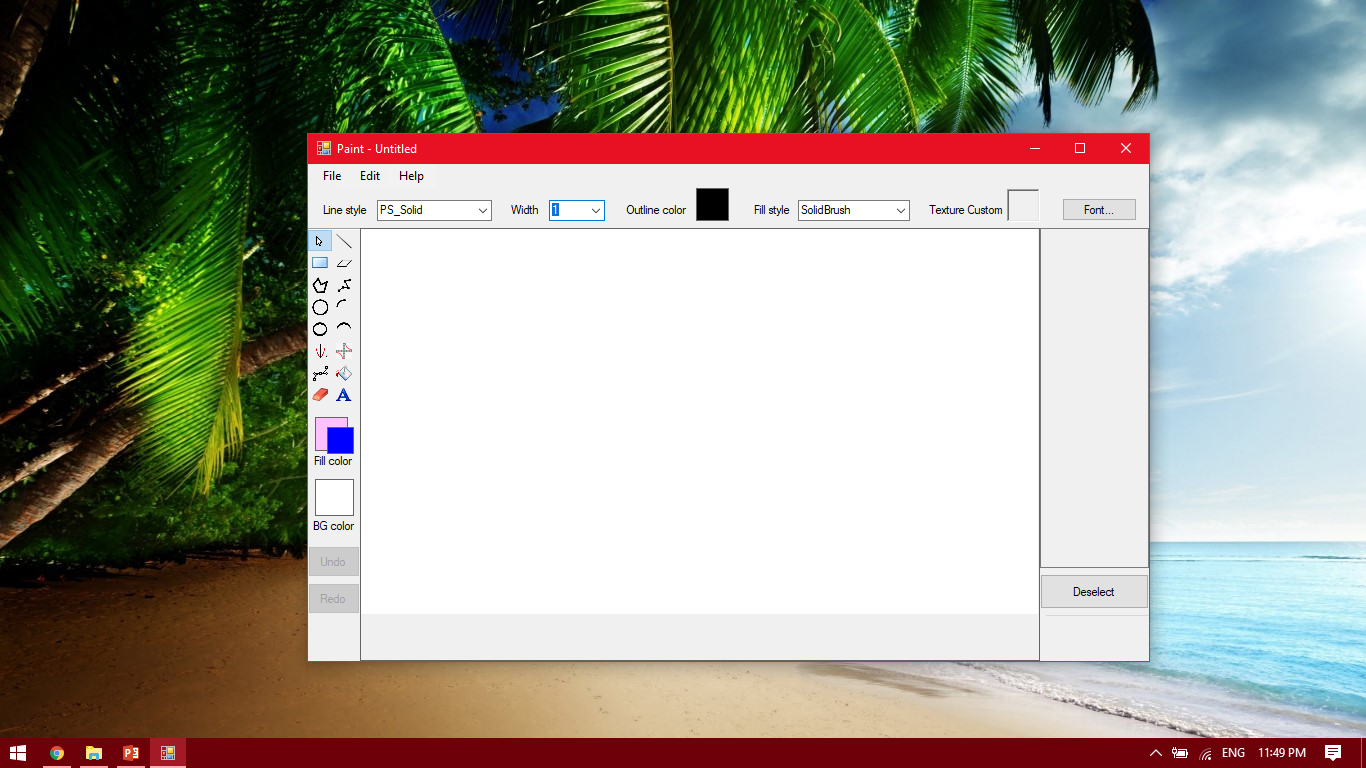 Paint - Untitled
File Edit Help
Line style PS_Solid Width 1 Outline color Fill style SolidBrush Texture Custom Font...
A
Fill color
BG color
Undo
Redo
Deselect
P3 ENG 11:49 PM